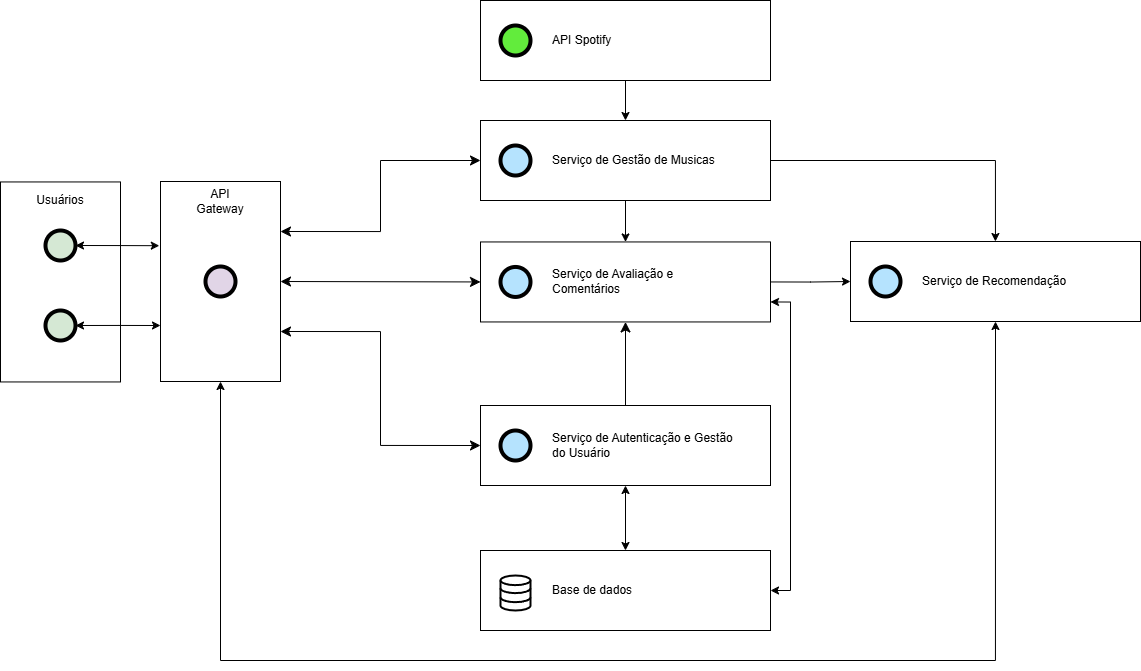 API Spotify
Serviço de Gestão de Musicas
Usuários
API
Gateway
Serviço de Avaliação e
Comentários
Serviço de Recomendação
Serviço de Autenticação e Gestão
do Usuário
Base de dados